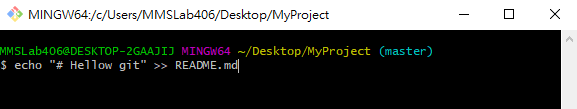 MINGW64:/c/Users/MMSLab406/Desktop/MyProject
MMSLab406@DESKTOP-2GAAJIJ MINGW64 ~/Desktop/MyProject (master)
$ echo "# Hellow git" >> README.md